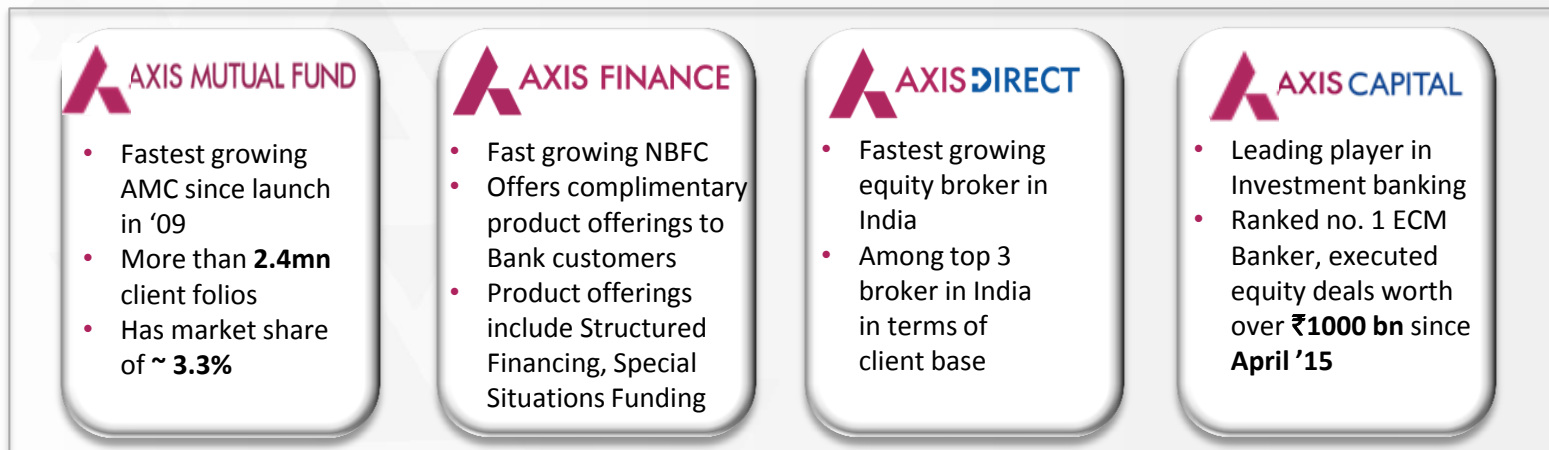 AXIS MUTUAL FUND
• Fastest growing
AMC since launch
in ‘09
• More than 2.4mn
client folios
• Has market share
of ~ 3.3%
AXIS FINANCE
• Fast growing NBFC
• Offers complimentary
product offerings to
Bank customers
• Product offerings
include Structured
Financing, Special
Situations Funding
AXIS DIRECT
• Fastest growing
equity broker in
India
• Among top 3
broker in India
in terms of
client base
AXIS CAPITAL
• Leading player in
Investment banking
• Ranked no. 1 ECM
Banker, executed
equity deals worth
over ₹1000 bn since
April ’15